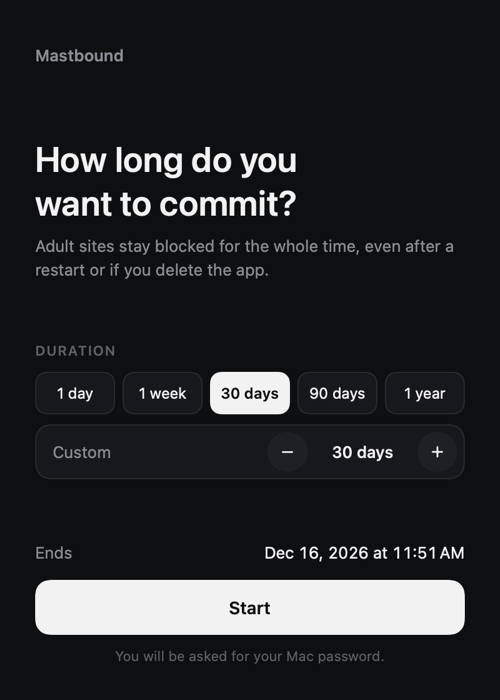 Mastbound
How long do you
want to commit?
Adult sites stay blocked for the whole time, even after a
restart or if you delete the app.
DURATION
1 day
1 week
30 days
90 days
1 year
Custom
−
30 days
+
Ends
Dec 16, 2026 at 11:51 AM
Start
You will be asked for your Mac password.